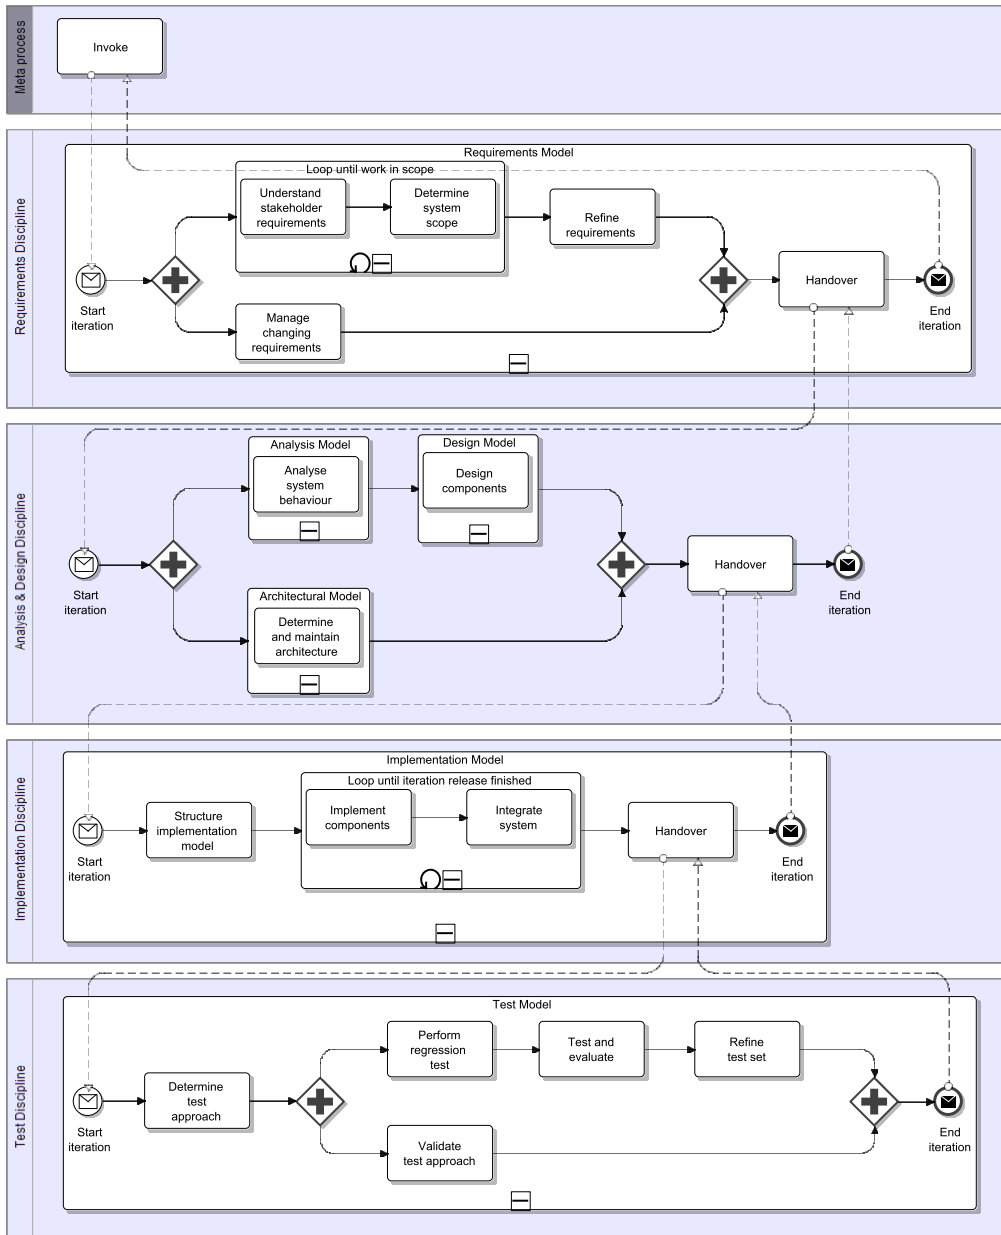 Meta process
Invoke
Requirements Discipline
Requirements Model
Loop until work in scope
Understand
stakeholder
requirements
Determine
system
scope
Refine
requirements
Start
iteration
Manage
changing
requirements
Handover
End
iteration
Analysis & Design Discipline
Analysis Model
Analyse
system
behaviour
Design Model
Design
components
Start
iteration
Architectural Model
Determine
and maintain
architecture
Handover
End
iteration
Implementation Discipline
Implementation Model
Loop until iteration release finished
Structure
implementation
model
Implement
components
Integrate
system
Handover
Start
iteration
End
iteration
Test Discipline
Test Model
Perform
regression
test
Test and
evaluate
Refine
test set
Determine
test
approach
Start
iteration
Validate
test approach
End
iteration